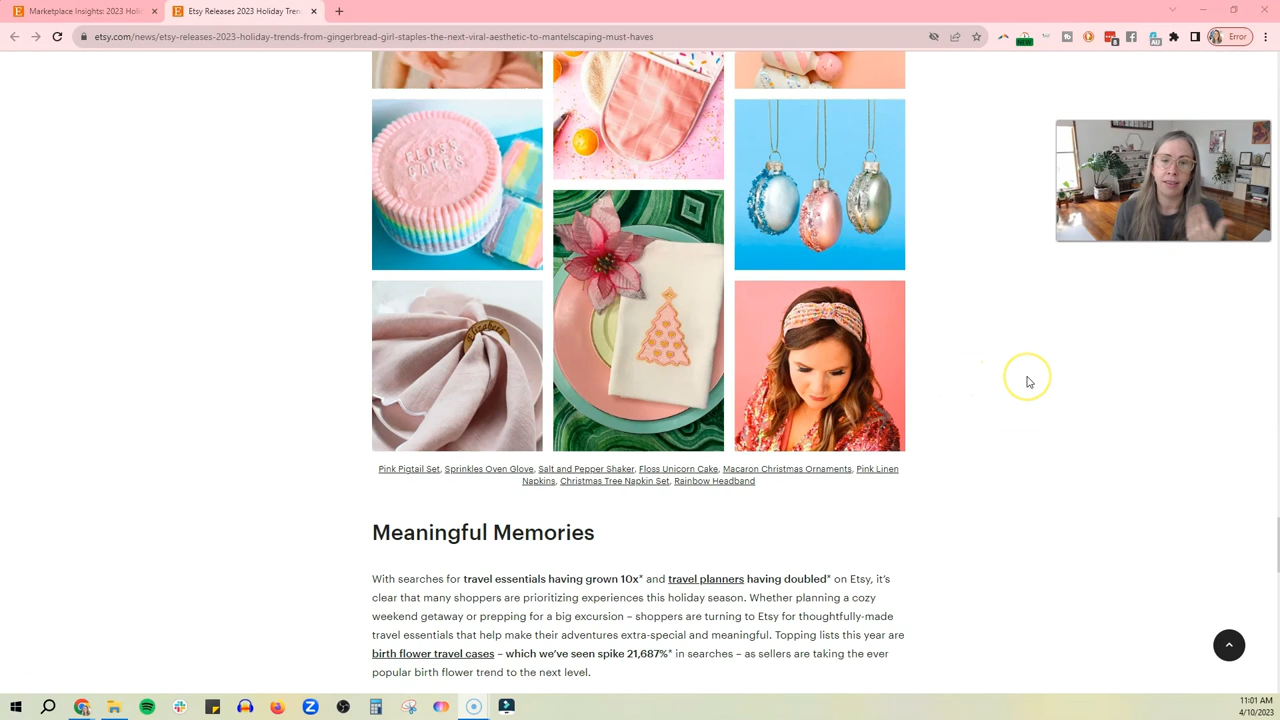 Marketplace Insights: 2023 Holi
Etsy Releases 2023 Holiday Tren
etsy.com/news/etsy-releases-2023-holiday-trends-from-gingerbread-girl-staples-the-next-viral-aesthetic-to-mantelscaping-must-haves
NEW
Error
FLOSS
CAKES
Elizabeth
Pink Pigtail Set, Sprinkles Oven Glove, Salt and Pepper Shaker, Floss Unicorn Cake, Macaron Christmas Ornaments, Pink Linen
Napkins, Christmas Tree Napkin Set, Rainbow Headband
Meaningful Memories
With searches for travel essentials having grown 10x* and travel planners having doubled* on Etsy, it's
clear that many shoppers are prioritizing experiences this holiday season. Whether planning a cozy
weekend getaway or prepping for a big excursion – shoppers are turning to Etsy for thoughtfully-made
travel essentials that help make their adventures extra-special and meaningful. Topping lists this year are
birth flower travel cases – which we've seen spike 21,687%* in searches – as sellers are taking the ever
popular birth flower trend to the next level.
11:01 AM
4/10/2023